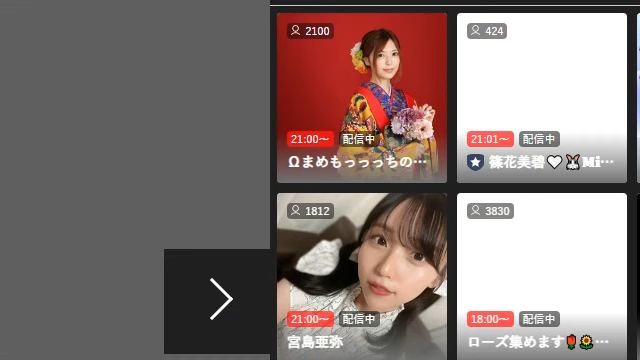 2100
21:00〜 配信中
Ωまめもっっっちの…
424
21:01〜 配信中
篠花美碧♡🐰Mi…
1812
21:00〜 配信中
宮島亜弥
3830
18:00〜 配信中
ローズ集めます🌹🌻…